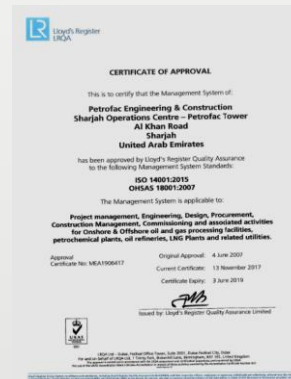 Lloyd's Register
LRQA
CERTIFICATE OF APPROVAL
This is to certify that the Management System of:
Petrofac Engineering & Construction
Sharjah Operations Centre – Petrofac Tower
Al Khan Road
Sharjah
United Arab Emirates
has been approved by Lloyd's Register Quality Assurance
to the following Management System Standards:
ISO 14001:2015
OHSAS 18001:2007
The Management System is applicable to:
Project management, Engineering, Design, Procurement,
Construction Management, Commissioning and associated activities
for Onshore & Offshore oil and gas processing facilities,
petrochemical plants, oil refineries, LNG Plants and related utilities.
Approval
Certificate No: MEA1906417
Original Approval: 4 June 2007
Current Certificate: 13 November 2017
Certificate Expiry: 3 June 2019
Issued by: Lloyd's Register Quality Assurance Limited
UKAS